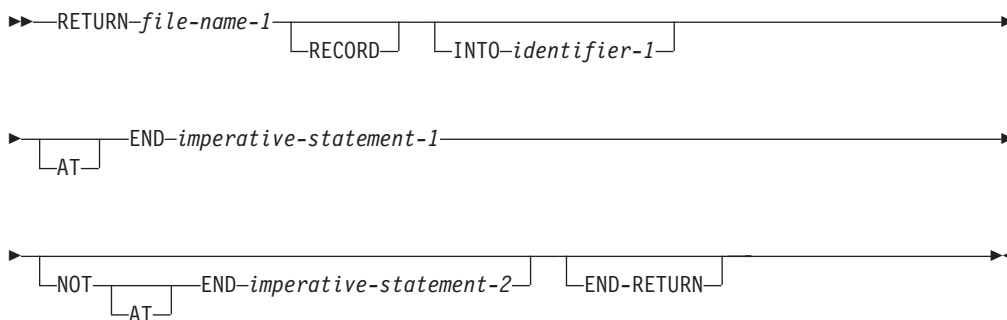 RETURN file-name-1
RECORD INTO identifier-1
END imperative-statement-1
AT
NOT END imperative-statement-2 END-RETURN
AT